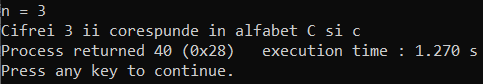 n = 3
Cifrei 3 ii corespunde in alfabet C si c
Process returned 40 (0x28)   execution time : 1.270 s
Press any key to continue.